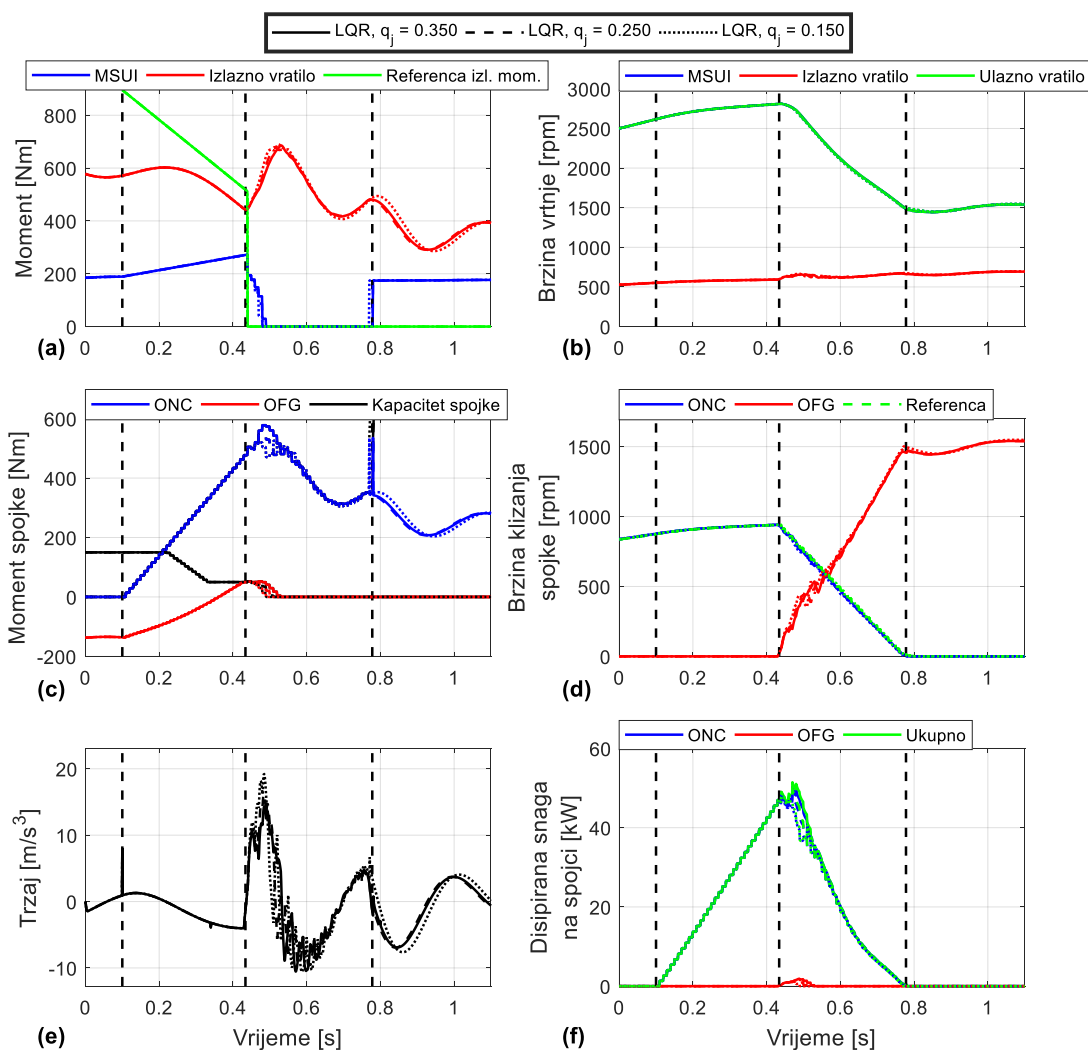 LQR, qj = 0.350 LQR, qj = 0.250 LQR, qj = 0.150
MSUI Izlazno vratilo Referenca izl. mom.
Moment [Nm]
800
600
400
200
0
0 0.2 0.4 0.6 0.8 1
(a)
MSUI Izlazno vratilo Ulazno vratilo
Brzina vrtnje [rpm]
3000
2500
2000
1500
1000
500
0
0 0.2 0.4 0.6 0.8 1
(b)
ONC OFG Kapacitet spojke
Moment spojke [Nm]
600
400
200
0
-200
0 0.2 0.4 0.6 0.8 1
(c)
ONC OFG Referenca
Brzina klizanja
spojke [rpm]
1500
1000
500
0
0 0.2 0.4 0.6 0.8 1
(d)
Trzaj [m/s3]
20
10
0
-10
0 0.2 0.4 0.6 0.8 1
(e)
Vrijeme [s]
ONC OFG Ukupno
Disipirana snaga
na spojci [kW]
60
40
20
0
0 0.2 0.4 0.6 0.8 1
Vrijeme [s]
(f)